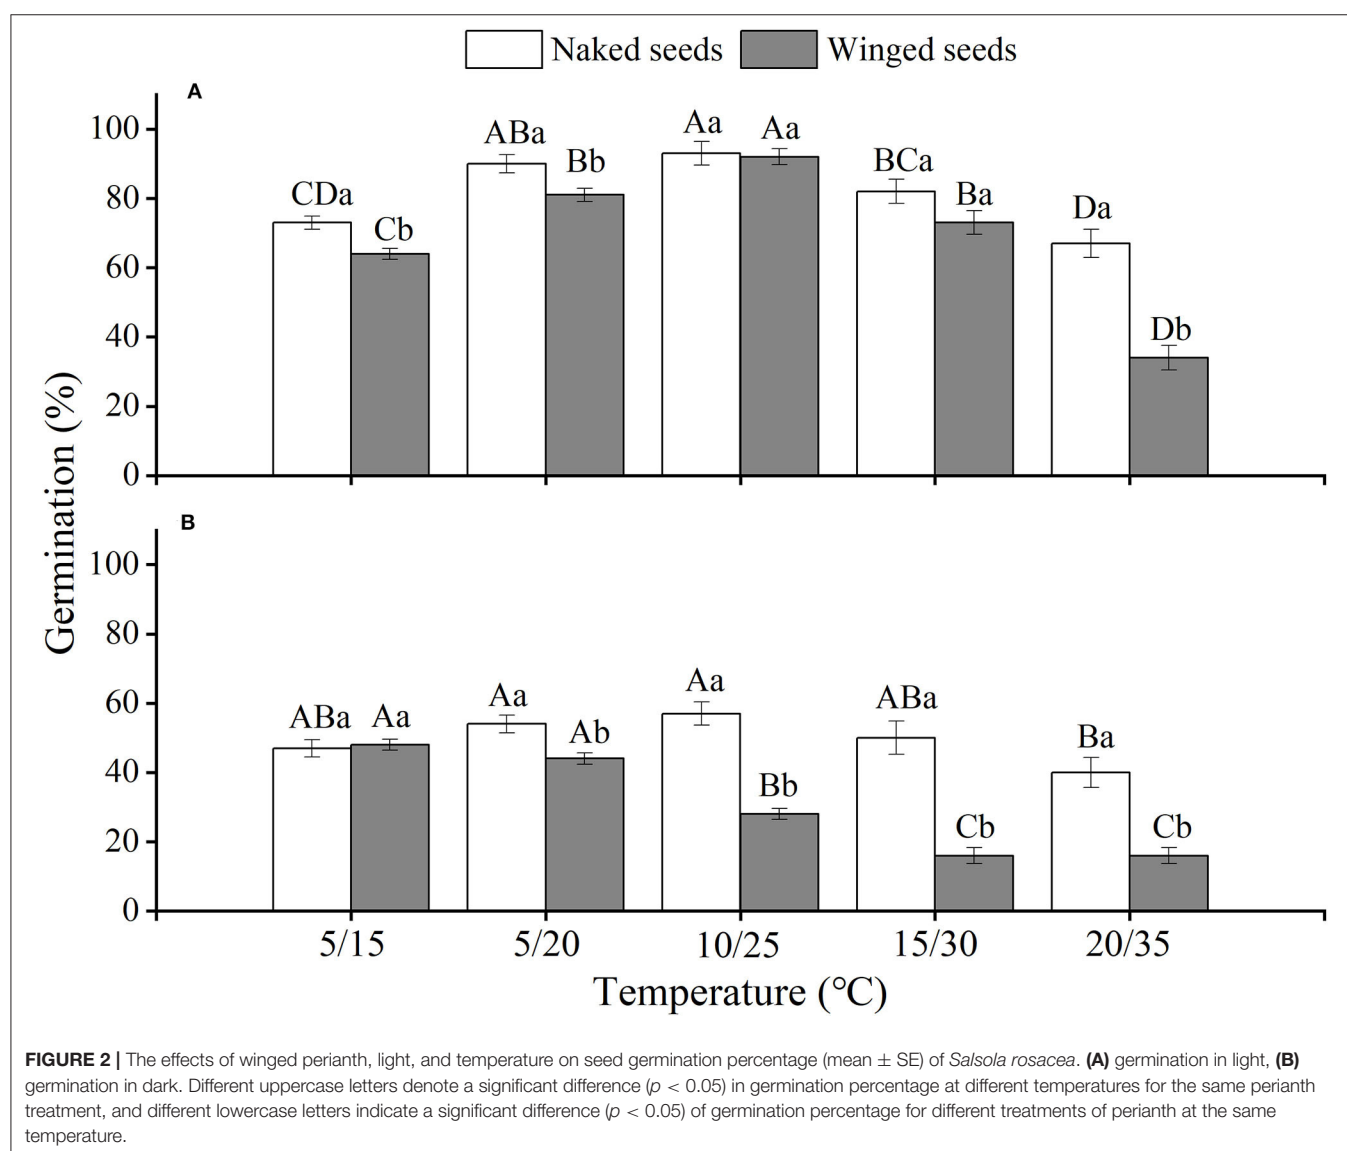 Naked seeds Winged seeds
A
100
80
60
40
20
0
CDa Cb ABa Bb Aa Aa BCa Ba Da Db
Germination (%)
B
100
80
60
40
20
0
ABa Aa Aa Ab Aa Bb ABa Cb Ba Cb
5/15 5/20 10/25 15/30 20/35
Temperature (°C)
FIGURE 2 | The effects of winged perianth, light, and temperature on seed germination percentage (mean ± SE) of Salsola rosacea. (A) germination in light, (B)
germination in dark. Different uppercase letters denote a significant difference (p < 0.05) in germination percentage at different temperatures for the same perianth
treatment, and different lowercase letters indicate a significant difference (p < 0.05) of germination percentage for different treatments of perianth at the same
temperature.